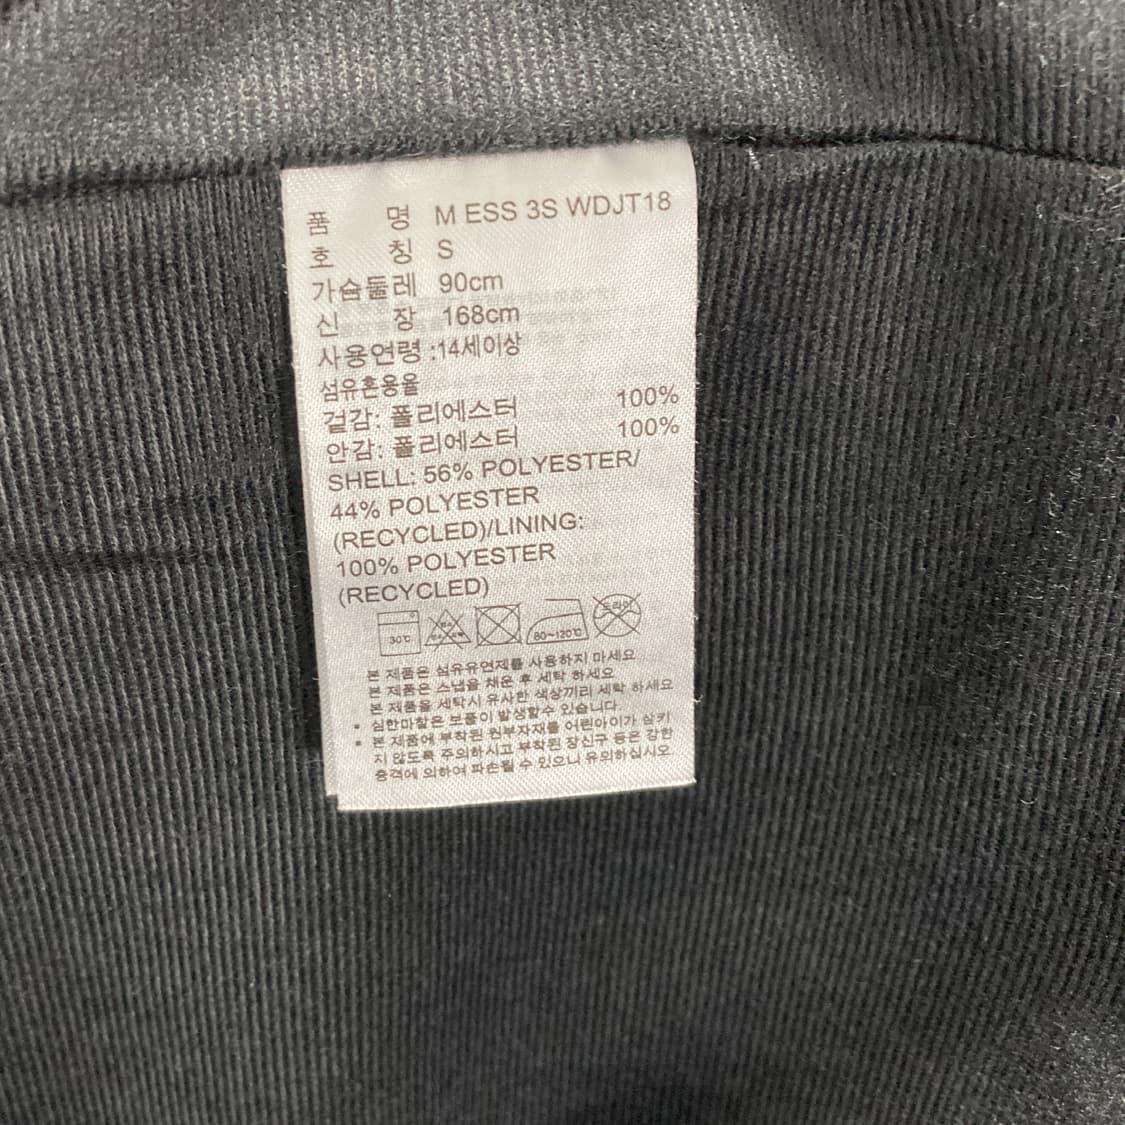 품 명 M ESS 3S WDJT18
호 칭 S
가슴둘레 90cm
신 장 168cm
사용연령 :14세이상
섬유혼용율
겉감: 폴리에스터 100%
안감: 폴리에스터 100%
SHELL: 56% POLYESTER/
44% POLYESTER
(RECYCLED)/LINING:
100% POLYESTER
(RECYCLED)
30℃ 80~120℃ 드라이
본 제품은 섬유유연제를 사용하지 마세요
본 제품은 스냅을 채운 후 세탁 하세요
본 제품을 세탁시 유사한 색상끼리 세탁 하세요
• 심한마찰은 보풀이 발생할수 있습니다.
• 본 제품에 부착된 원부자재를 어린아이가 삼키
지 않도록 주의하시고 부착된 장신구 등은 강한
충격에 의하여 파손될 수 있으니 유의하십시오